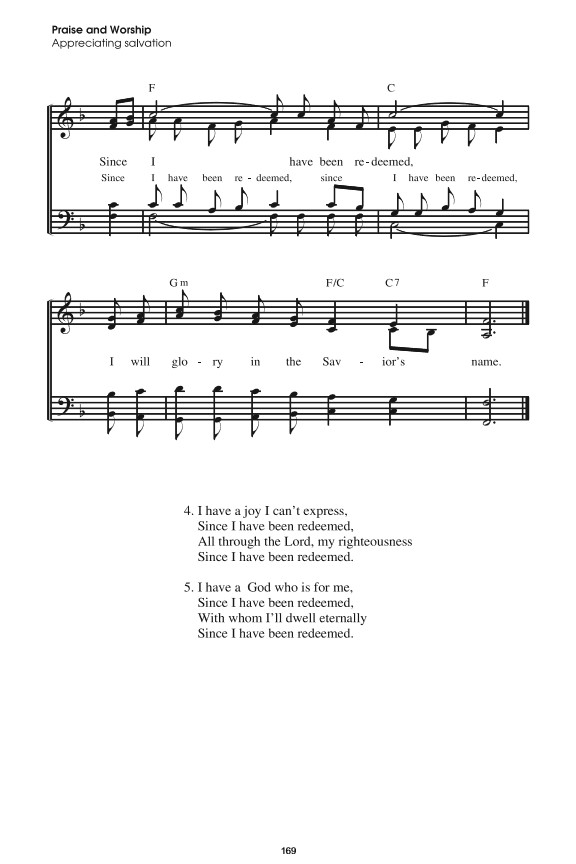 Praise and Worship
Appreciating salvation
F C
Since I have been re-deemed,
Since I have been re-deemed, since I have been re-deemed,
Gm F/C C7 F
I will glo - ry in the Sav - ior's name.
4. I have a joy I can't express,
Since I have been redeemed,
All through the Lord, my righteousness
Since I have been redeemed.
5. I have a God who is for me,
Since I have been redeemed,
With whom I'll dwell eternally
Since I have been redeemed.
169